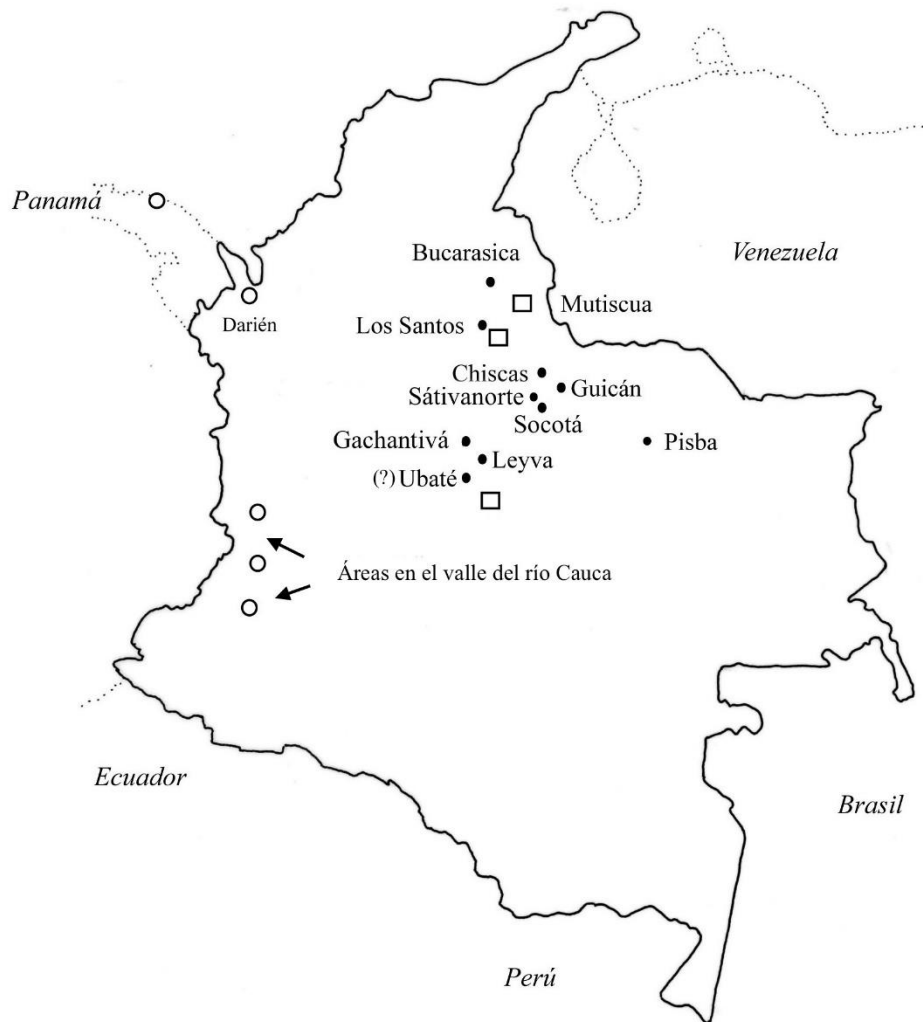 Panamá
Bucarasica
Venezuela
Mutiscua
Darién
Los Santos
Chiscas
Guicán
Sátivanorte
Socotá
Gachantivá
Pisba
Leyva
(?) Ubaté
Áreas en el valle del río Cauca
Ecuador
Brasil
Perú